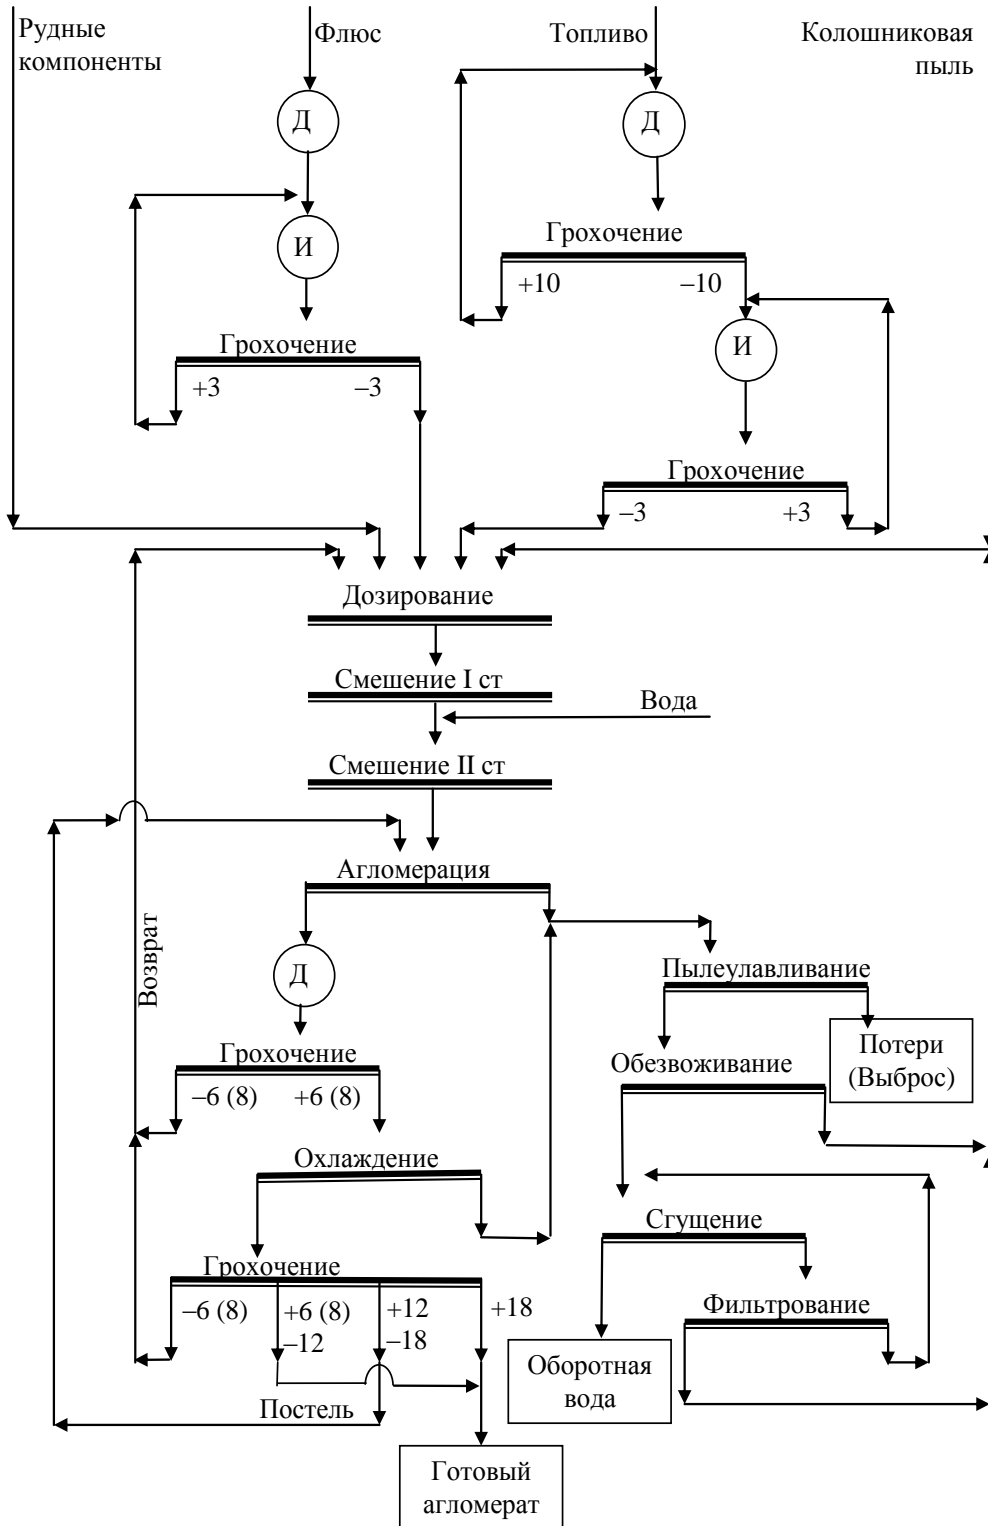 Рудные
компоненты
Флюс
Топливо
Колошниковая
пыль
Д
Д
И
Грохочение
+10
–10
И
Грохочение
+3
–3
Грохочение
–3
+3
Дозирование
Смешение I ст
Вода
Смешение II ст
Агломерация
Возврат
Д
Пылеулавливание
Потери
(Выброс)
Грохочение
–6 (8)
+6 (8)
Обезвоживание
Охлаждение
Сгущение
Грохочение
–6 (8)
+6 (8)
–12
+12
–18
+18
Фильтрование
Оборотная
вода
Постель
Готовый
агломерат